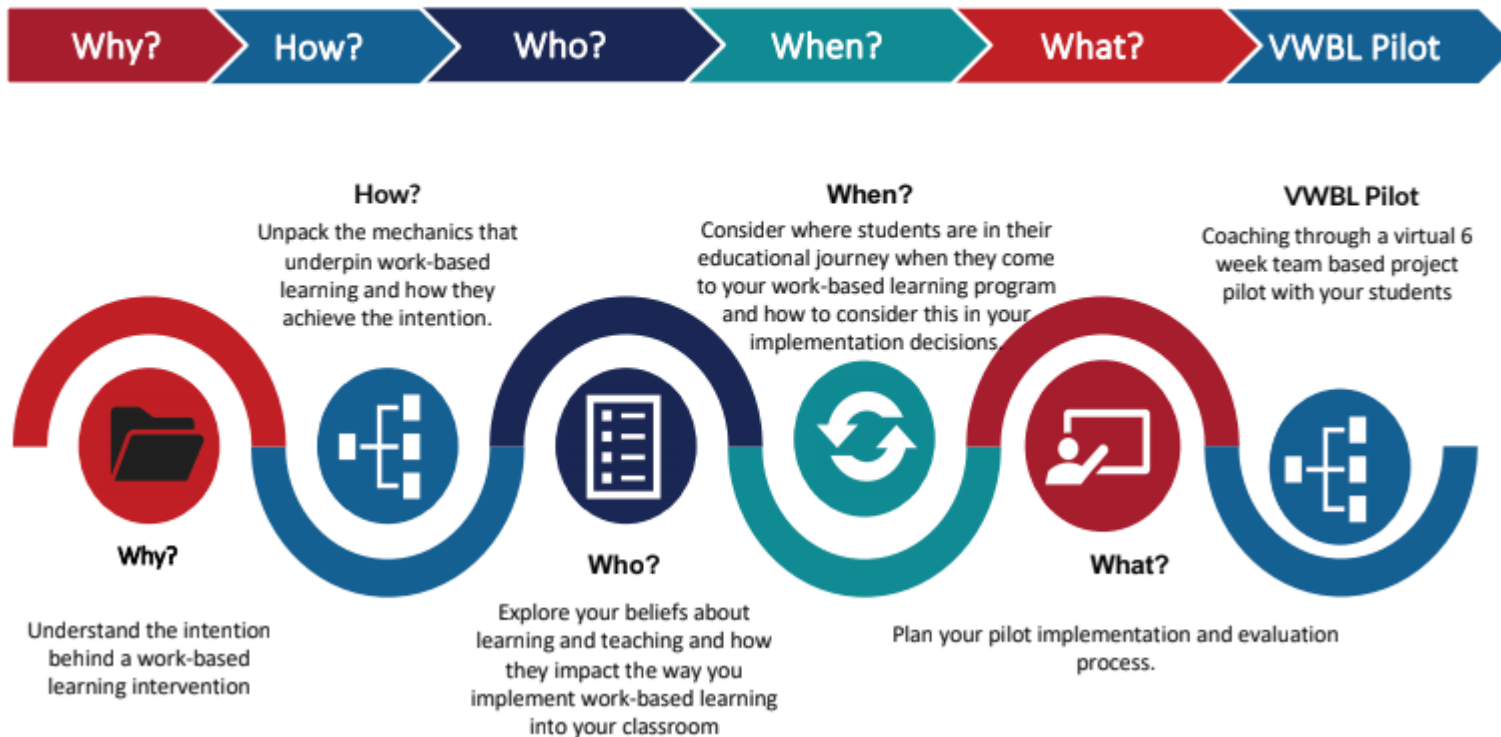 Why?
How?
Who?
When?
What?
VWBL Pilot
Why?
Understand the intention
behind a work-based
learning intervention
How?
Unpack the mechanics that
underpin work-based
learning and how they
achieve the intention.
Who?
Explore your beliefs about
learning and teaching and how
they impact the way you
implement work-based learning
into your classroom
When?
Consider where students are in their
educational journey when they come
to your work-based learning program
and how to consider this in your
implementation decisions.
What?
Plan your pilot implementation and evaluation
process.
VWBL Pilot
Coaching through a virtual 6
week team based project
pilot with your students